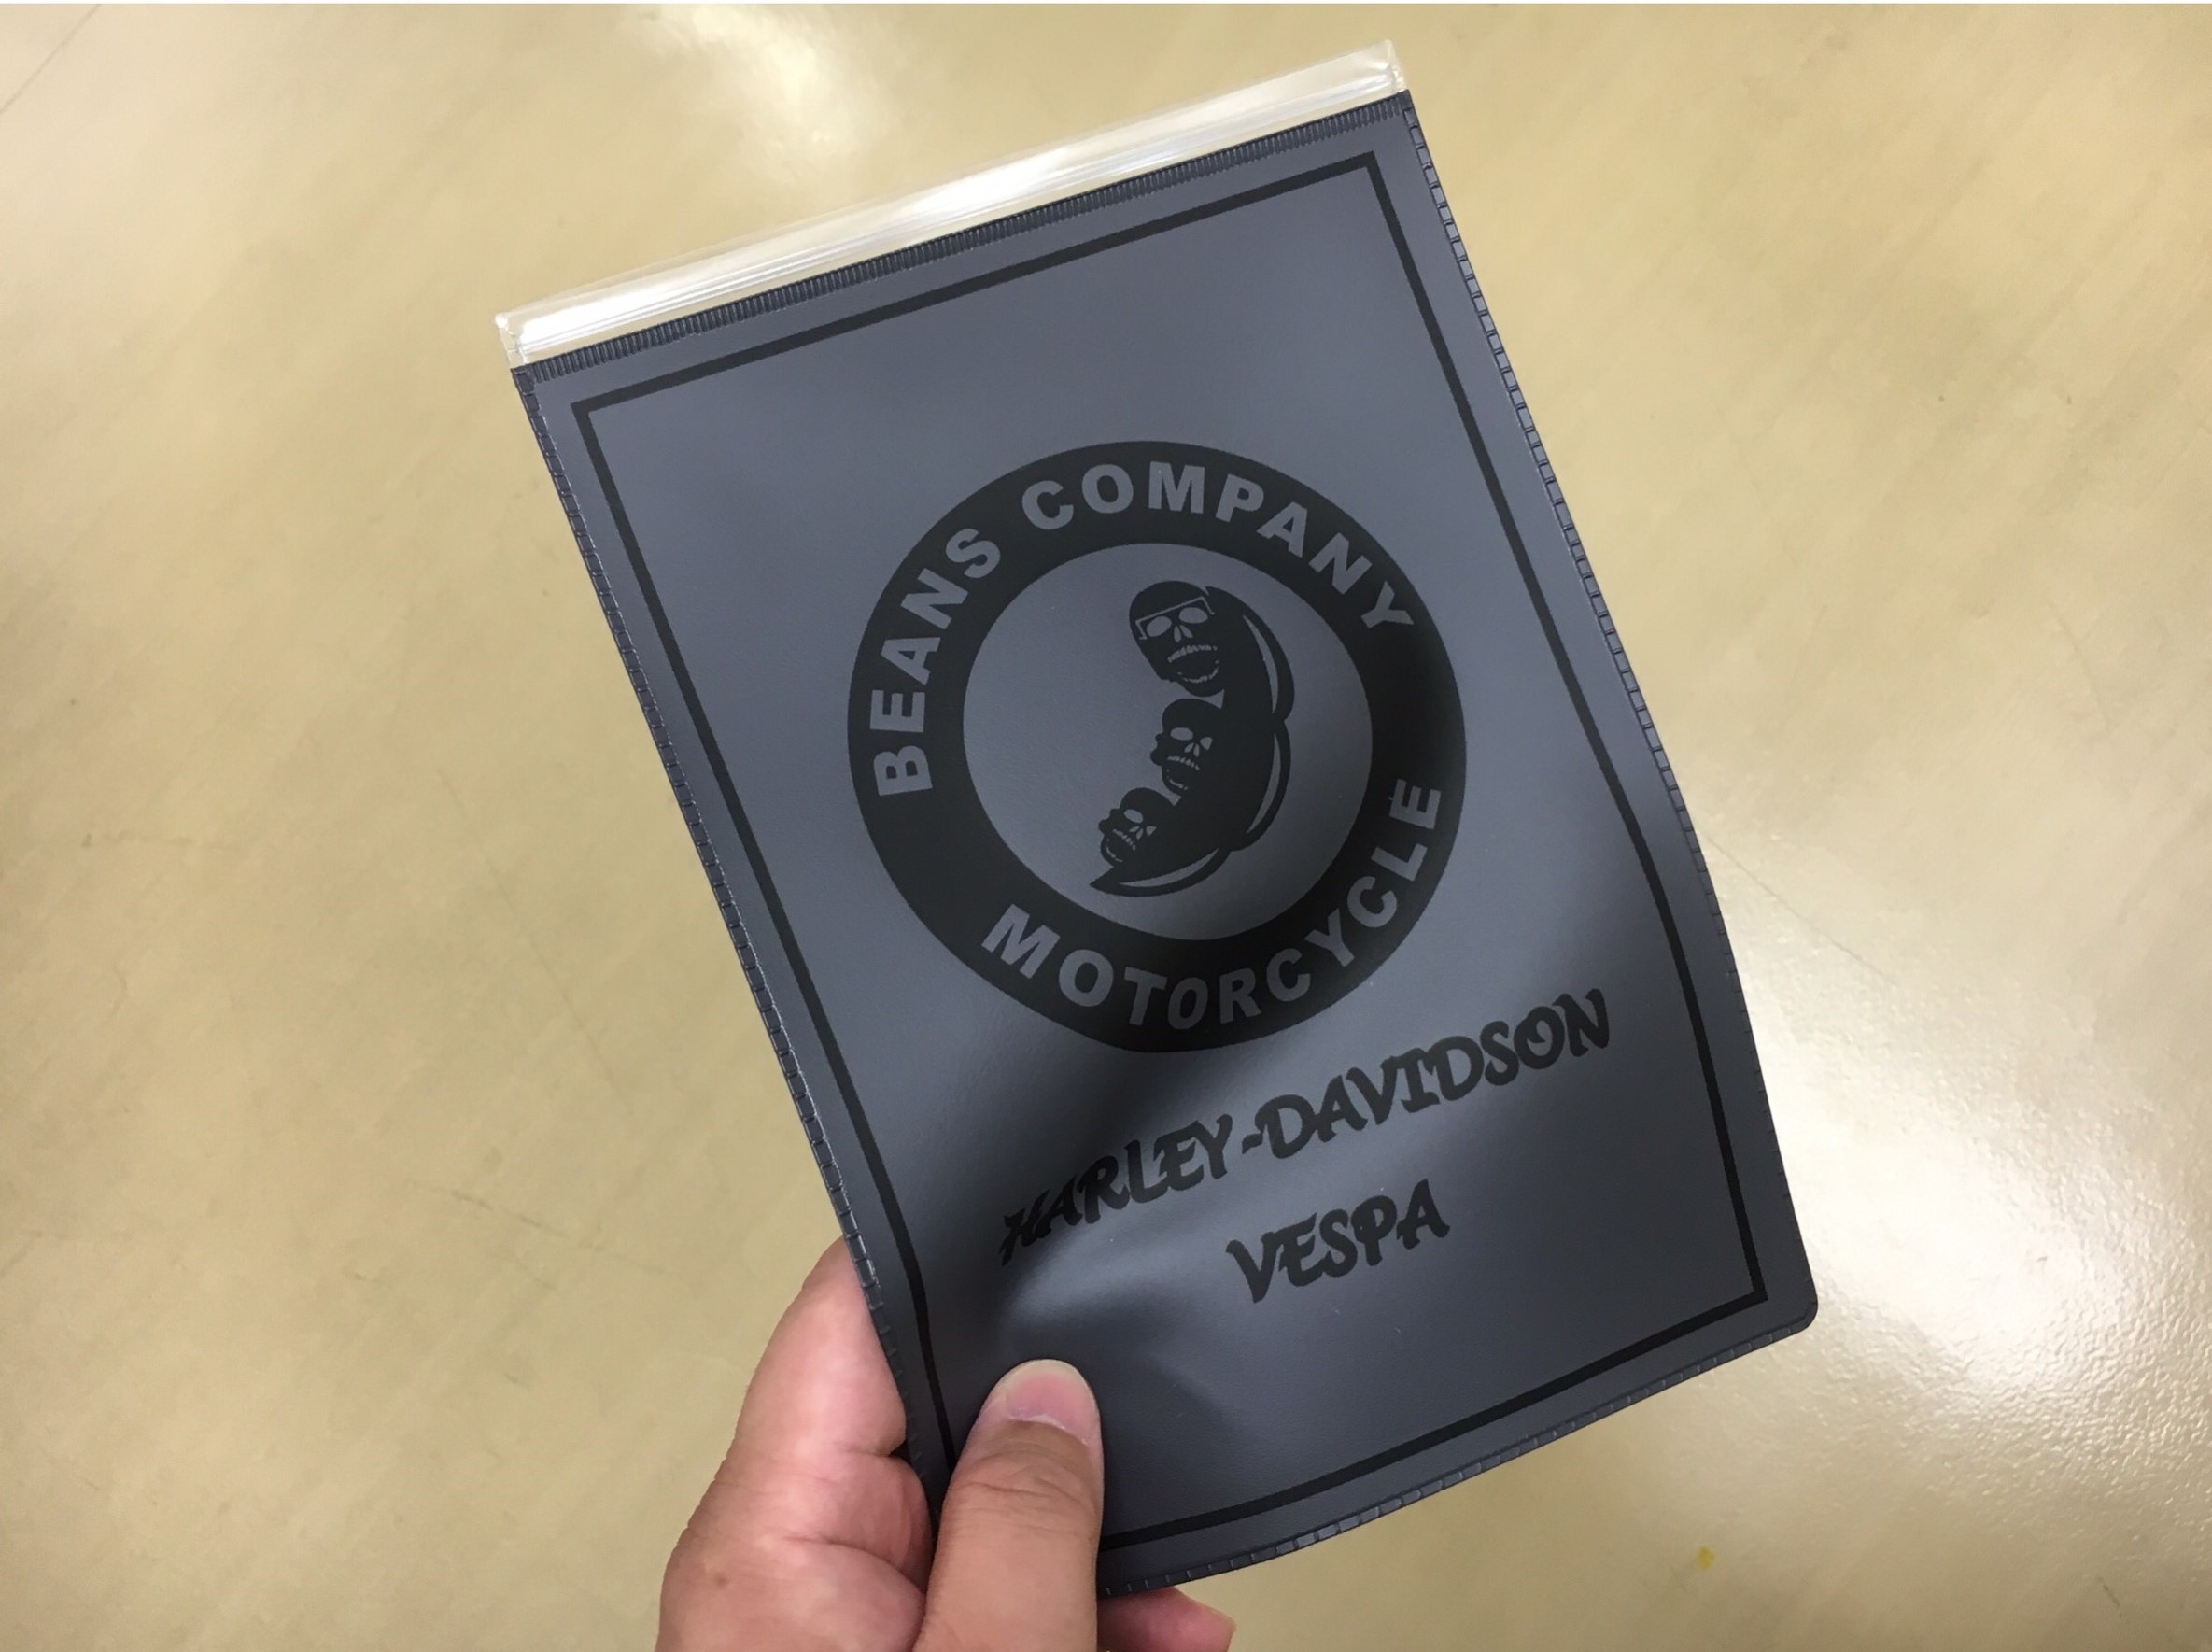 BEANS COMPANY
MOTORCYCLE
HARLEY-DAVIDSON
VESPA